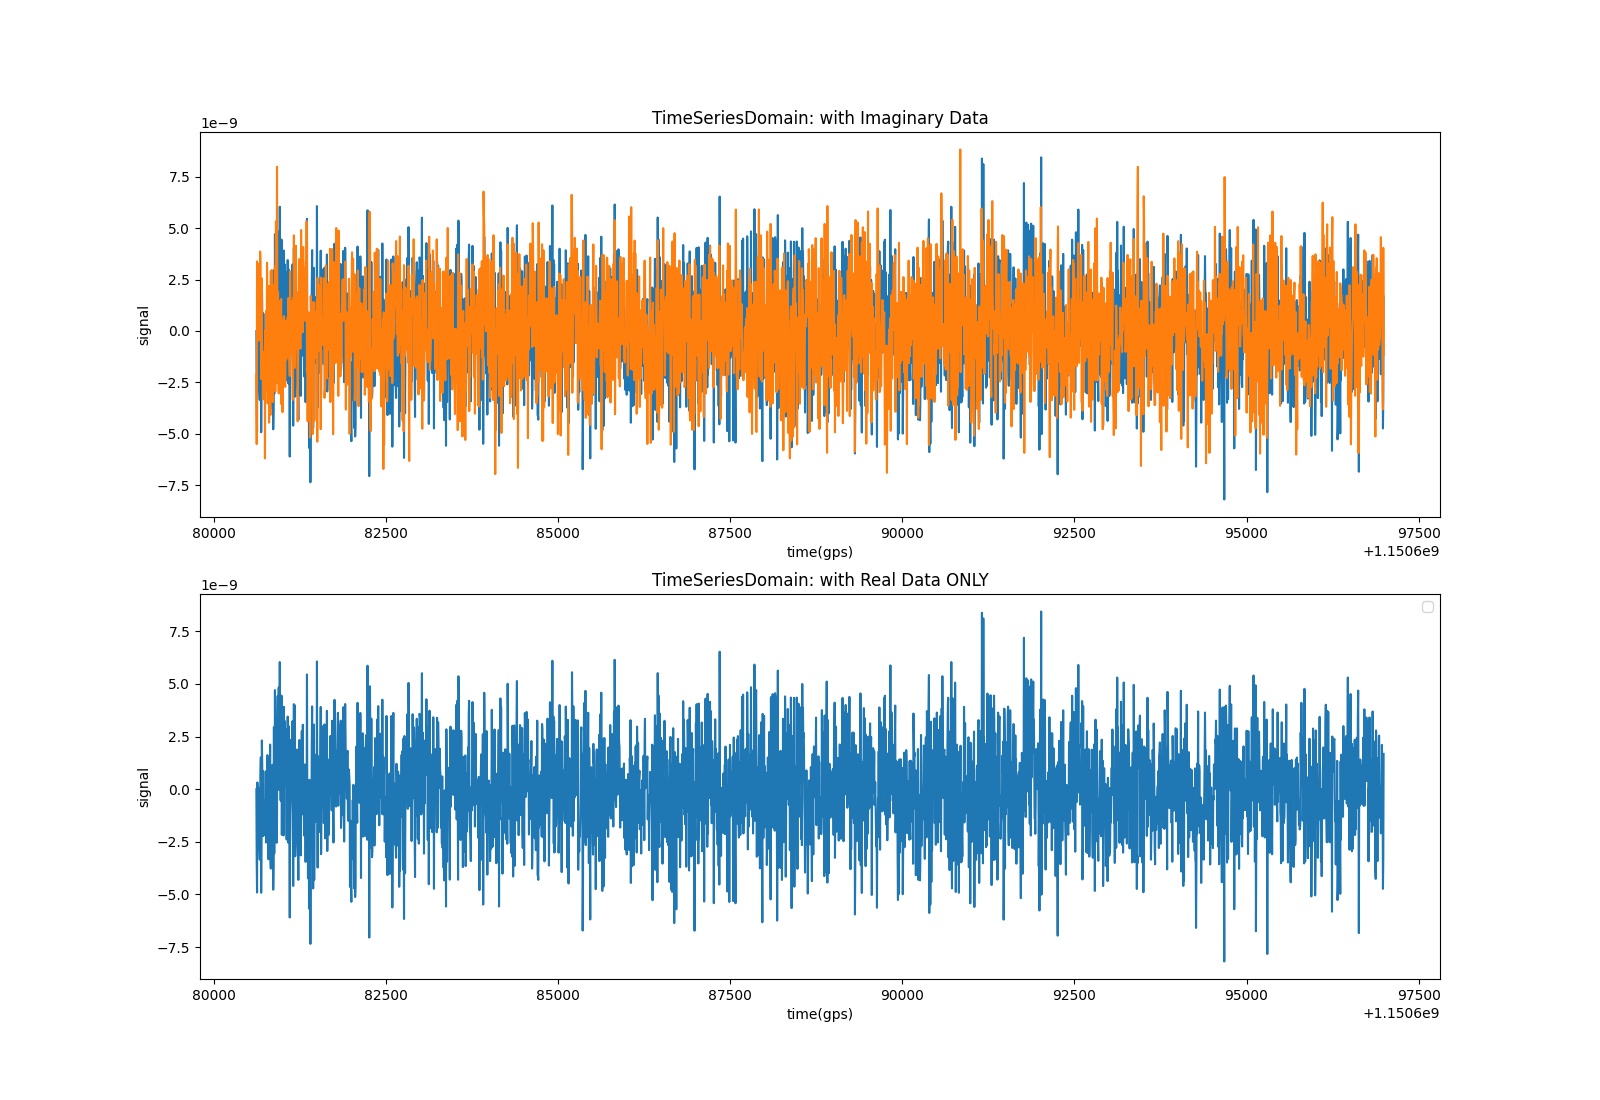 TimeSeriesDomain: with Imaginary Data
1e−9
7.5
5.0
2.5
0.0
−2.5
−5.0
−7.5
signal
80000 82500 85000 87500 90000 92500 95000 97500
time(gps)
+1.1506e9
TimeSeriesDomain: with Real Data ONLY
1e−9
7.5
5.0
2.5
0.0
−2.5
−5.0
−7.5
signal
80000 82500 85000 87500 90000 92500 95000 97500
time(gps)
+1.1506e9